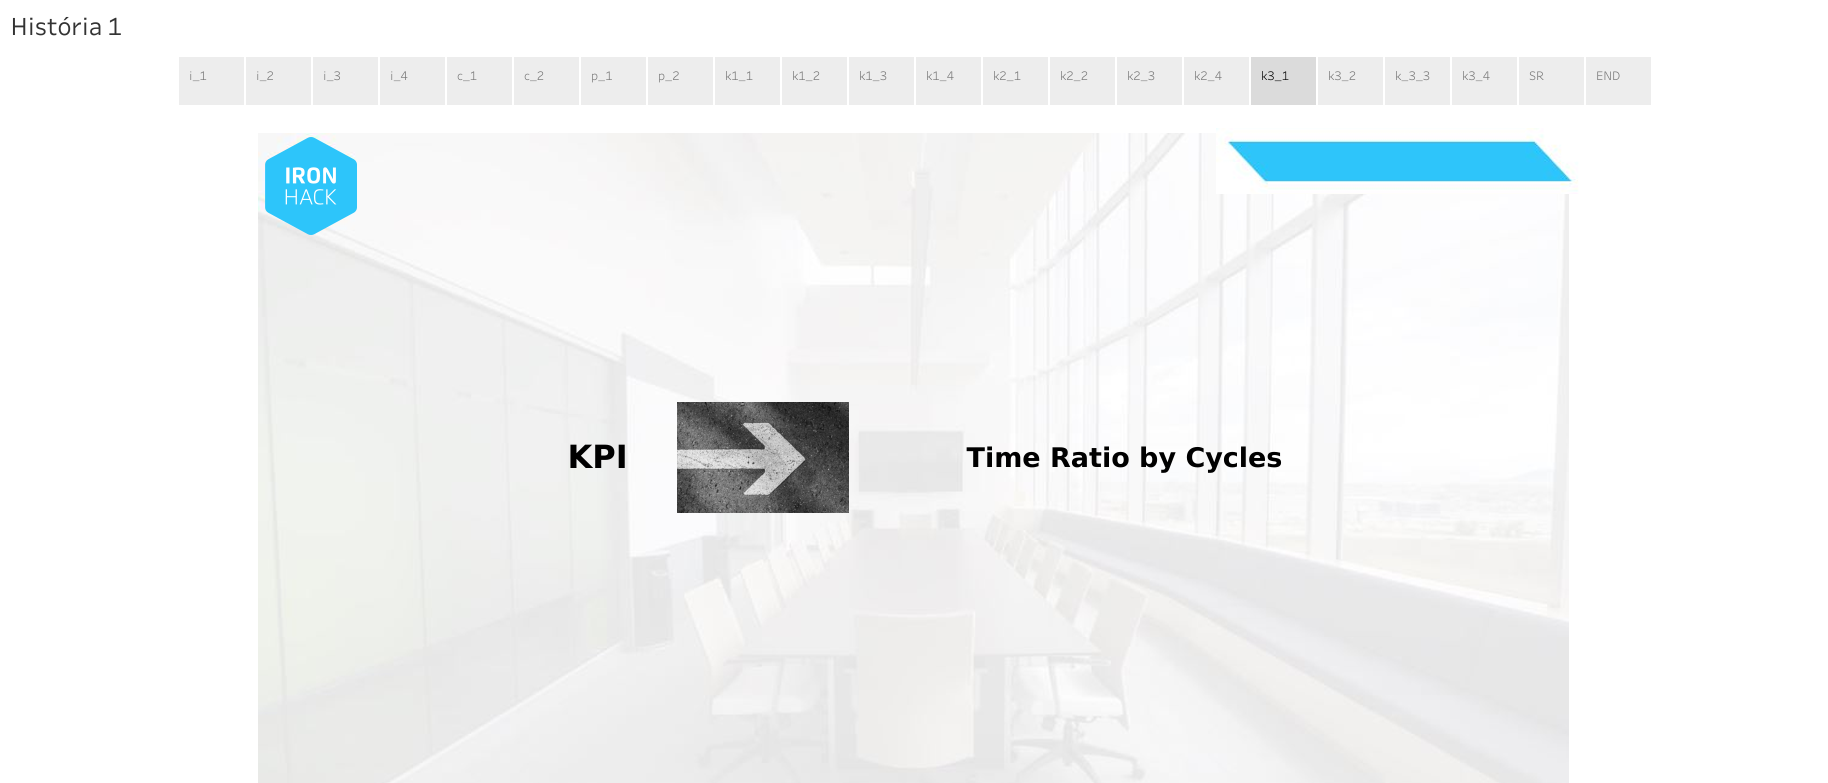 História 1
i_1 i_2 i_3 i_4 c_1 c_2 p_1 p_2 k1_1 k1_2 k1_3 k1_4 k2_1 k2_2 k2_3 k2_4 k3_1 k3_2 k_3_3 k3_4 SR END
IRON
HACK
KPI
Time Ratio by Cycles